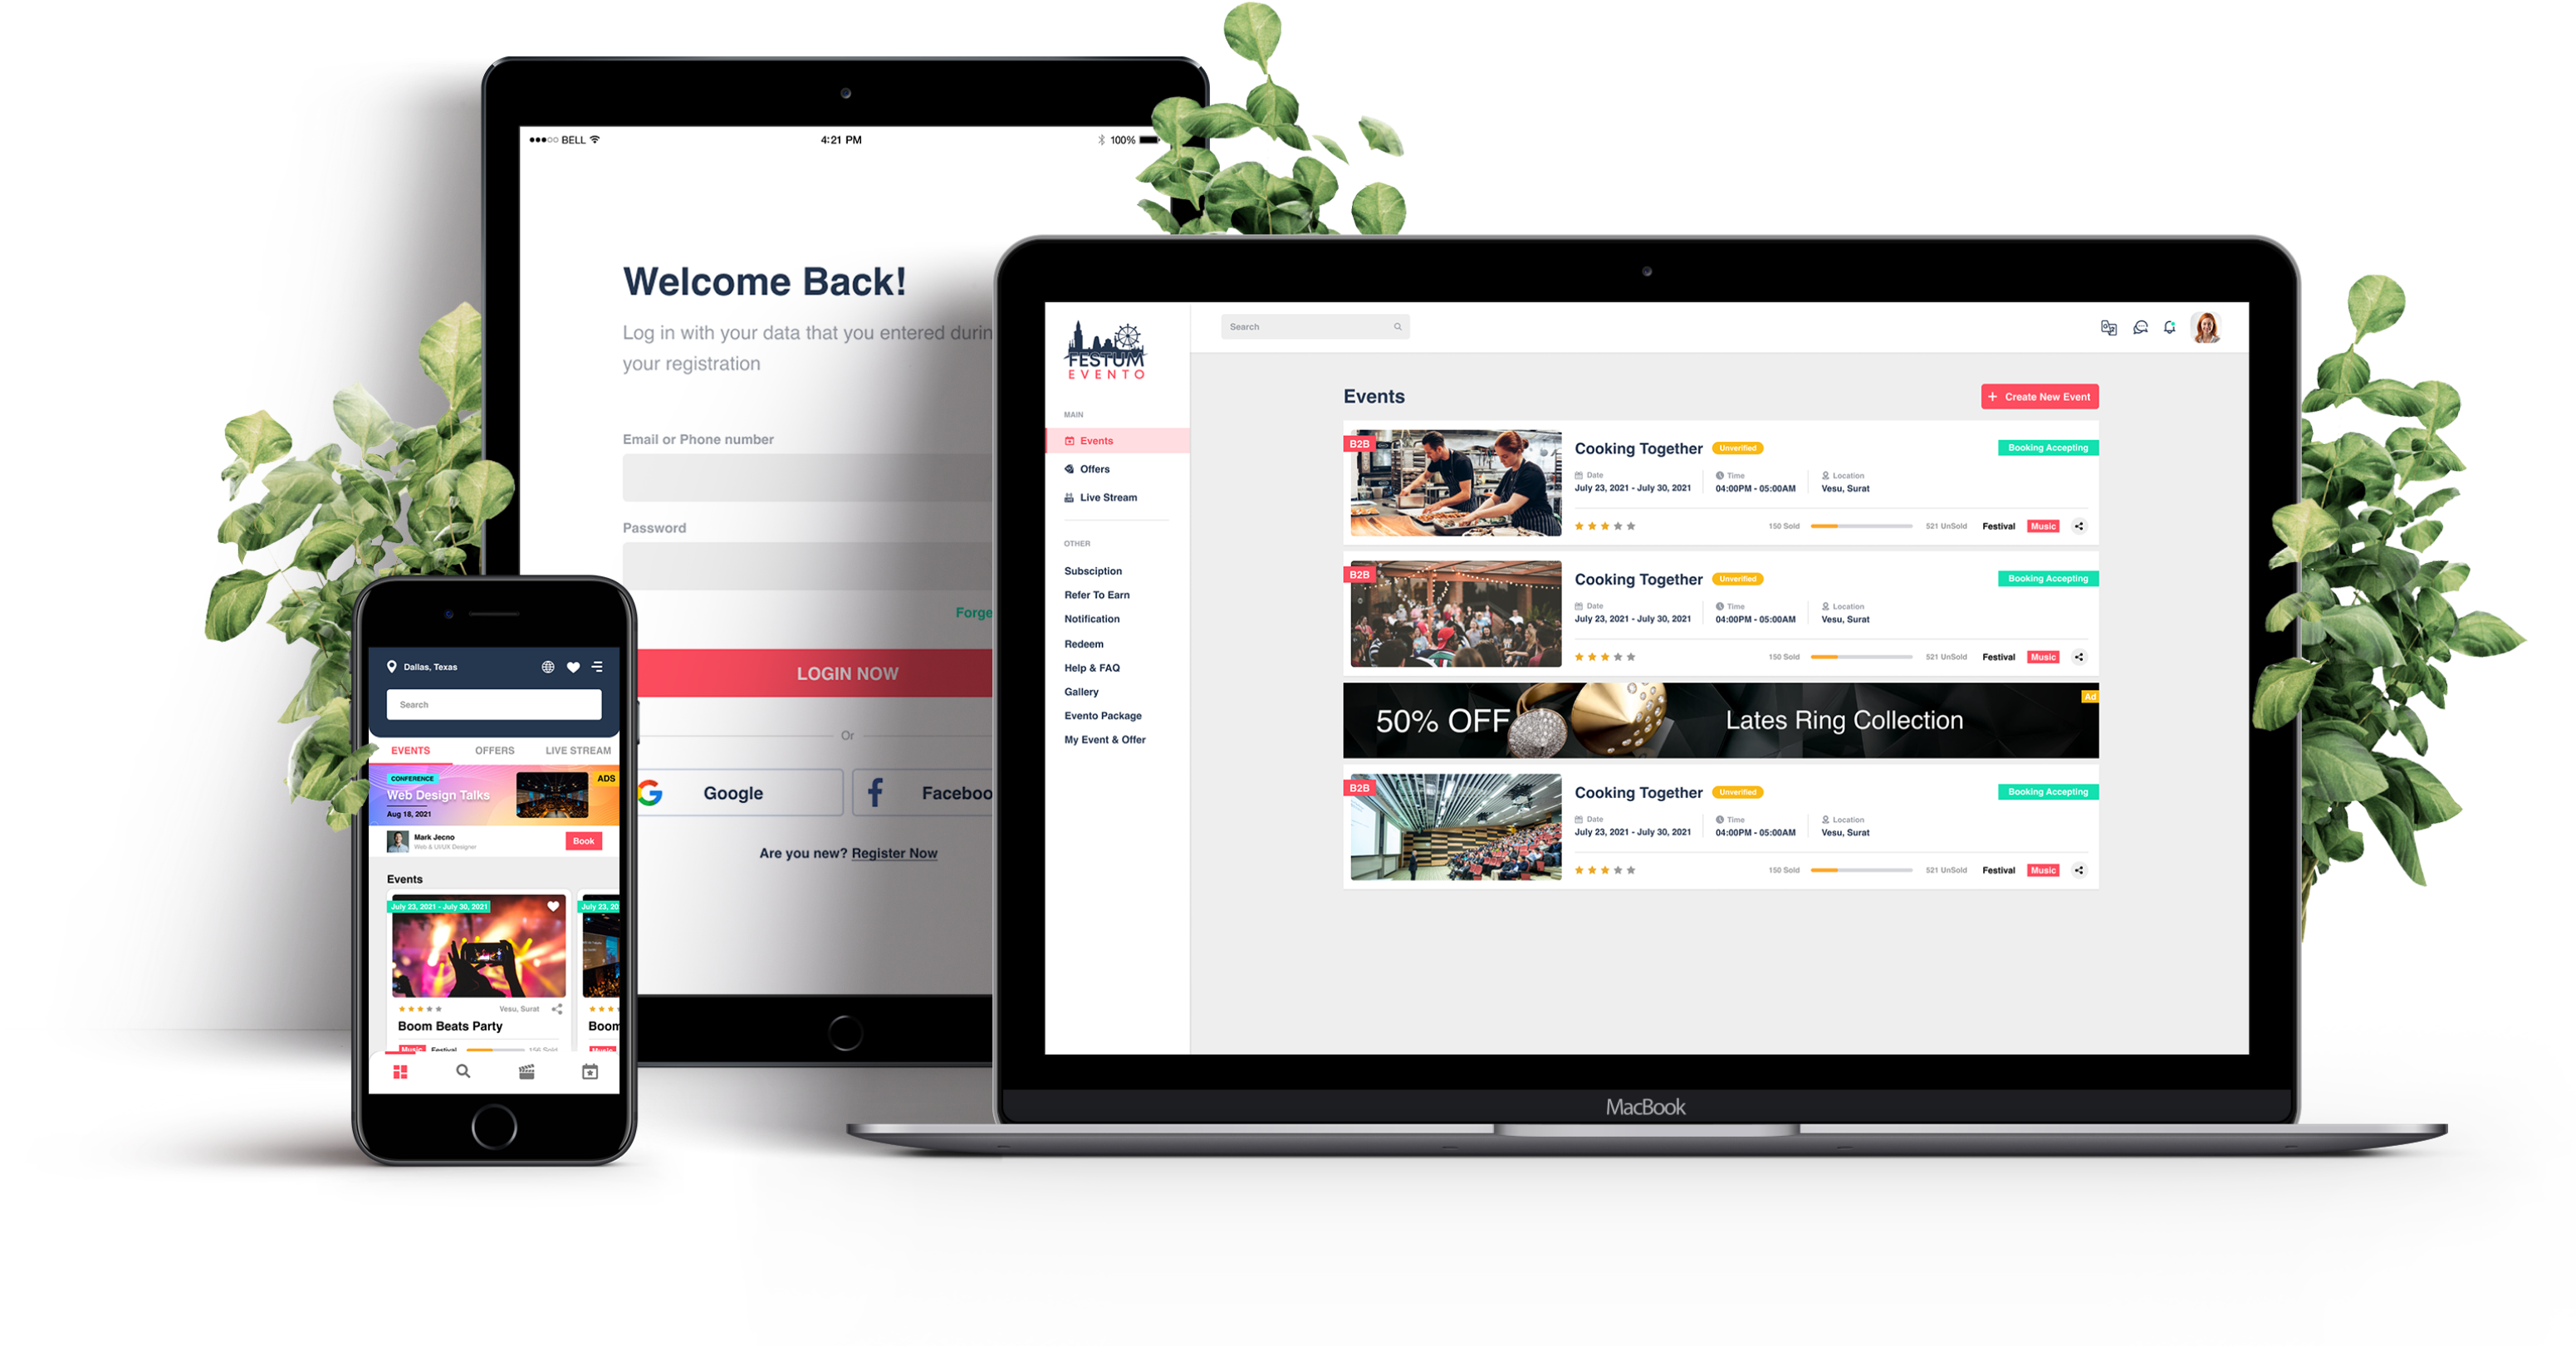 BELL
4:21 PM
100%
Welcome Back!
Log in with your data that you entered durin
your registration
Email or Phone number
Password
Forge
LOGIN NOW
Or
Google
Faceboo
Are you new? Register Now
Dallas, Texas
Search
EVENTS OFFERS LIVE STREAM
CONFERENCE
ADS
Web Design Talks
Aug 18, 2021
Mark Jecno
Web & UI/UX Designer
Book
Events
July 23, 2021 - July 30, 2021
July 23, 20
Vesu, Surat
Boom Beats Party
Boom
Music Festival 156 Sold
Music
FESTUM
EVENTO
MAIN
Events
Offers
Live Stream
OTHER
Subsciption
Refer To Earn
Notification
Redeem
Help & FAQ
Gallery
Evento Package
My Event & Offer
Search
Events
+ Create New Event
B2B
Cooking Together Unverified
Booking Accepting
Date Time Location
July 23, 2021 - July 30, 2021 04:00PM - 05:00AM Vesu, Surat
150 Sold 521 UnSold Festival Music
B2B
Cooking Together Unverified
Booking Accepting
Date Time Location
July 23, 2021 - July 30, 2021 04:00PM - 05:00AM Vesu, Surat
150 Sold 521 UnSold Festival Music
Ad
50% OFF Lates Ring Collection
B2B
Cooking Together Unverified
Booking Accepting
Date Time Location
July 23, 2021 - July 30, 2021 04:00PM - 05:00AM Vesu, Surat
150 Sold 521 UnSold Festival Music
MacBook